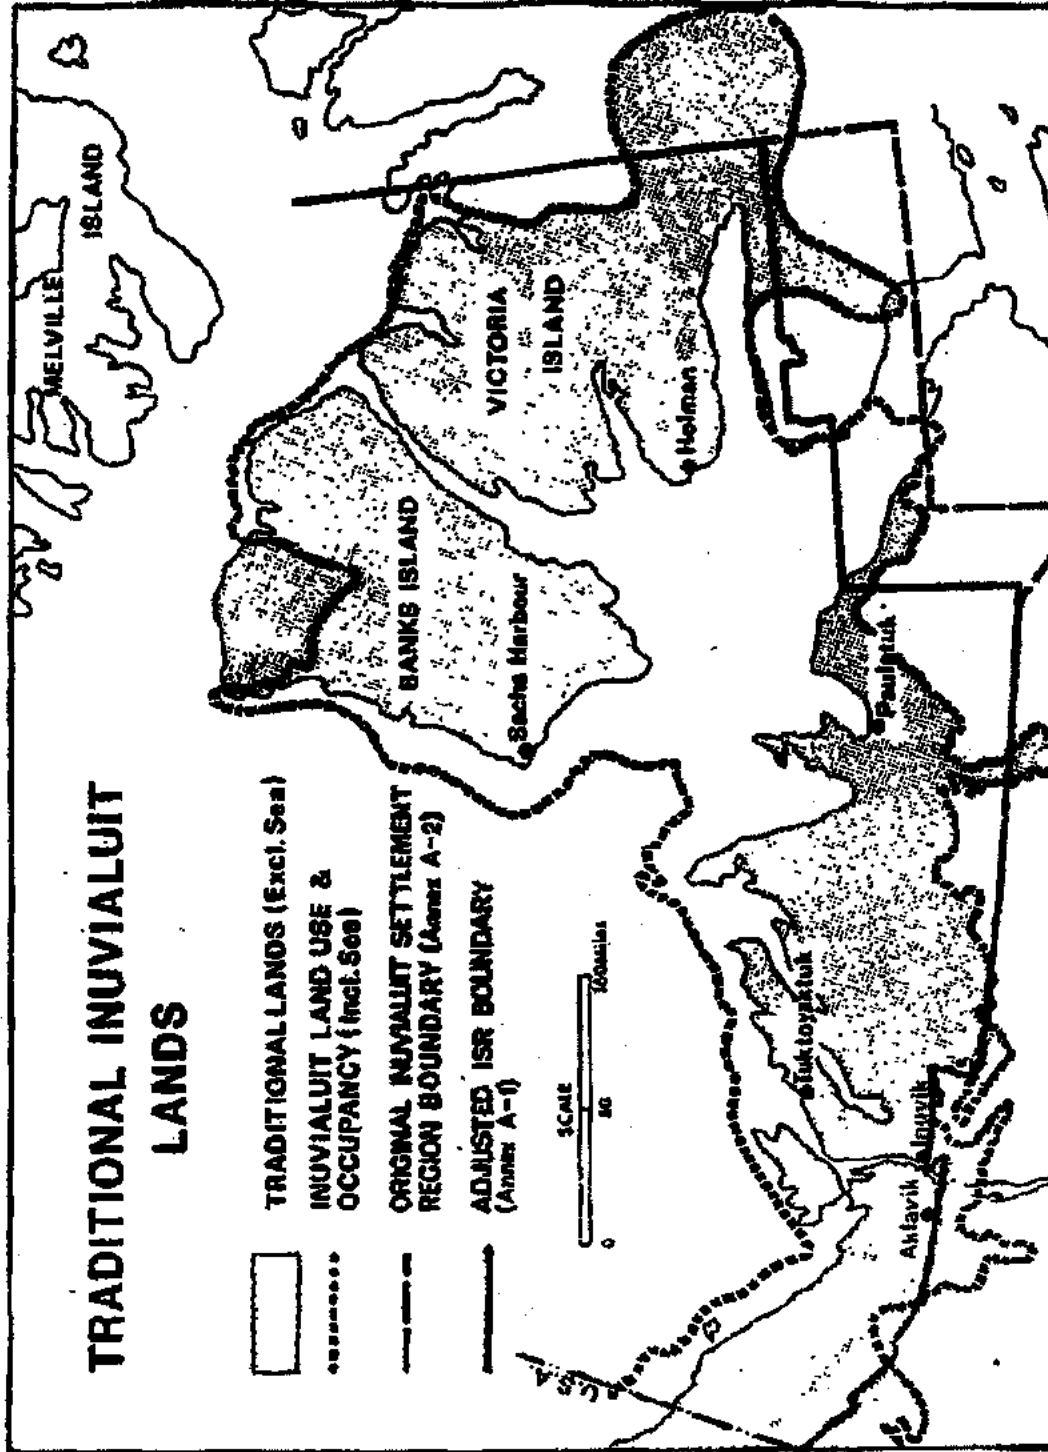 TRADITIONAL INUVIALUIT
LANDS
TRADITIONAL LANDS (Excl. Sea)
INUVIALUIT LAND USE &
OCCUPANCY (Incl. Sea)
ORIGINAL INUVIALUIT SETTLEMENT
REGION BOUNDARY (Annex A-2)
ADJUSTED ISR BOUNDARY
(Annex A-1)
SCALE
0 80 160 miles
MELVILLE
ISLAND
BANKS ISLAND
Sachs Harbour
VICTORIA
ISLAND
Holman
Paulatuk
Tuktoyaktuk
Inuvik
Aklavik
U.S.A.